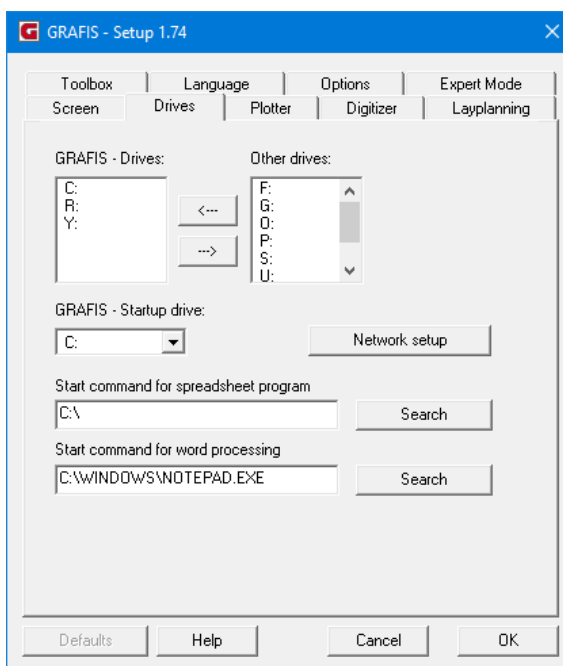 GRAFIS - Setup 1.74
Toolbox Language Options Expert Mode
Screen Drives Plotter Digitizer Layplanning
GRAFIS - Drives: Other drives:
C: F:
R: G:
Y: O:
<--- P:
---> S:
U:
GRAFIS - Startup drive:
C: Network setup
Start command for spreadsheet program
C:\ Search
Start command for word processing
C:\WINDOWS\NOTEPAD.EXE Search
Defaults Help Cancel OK